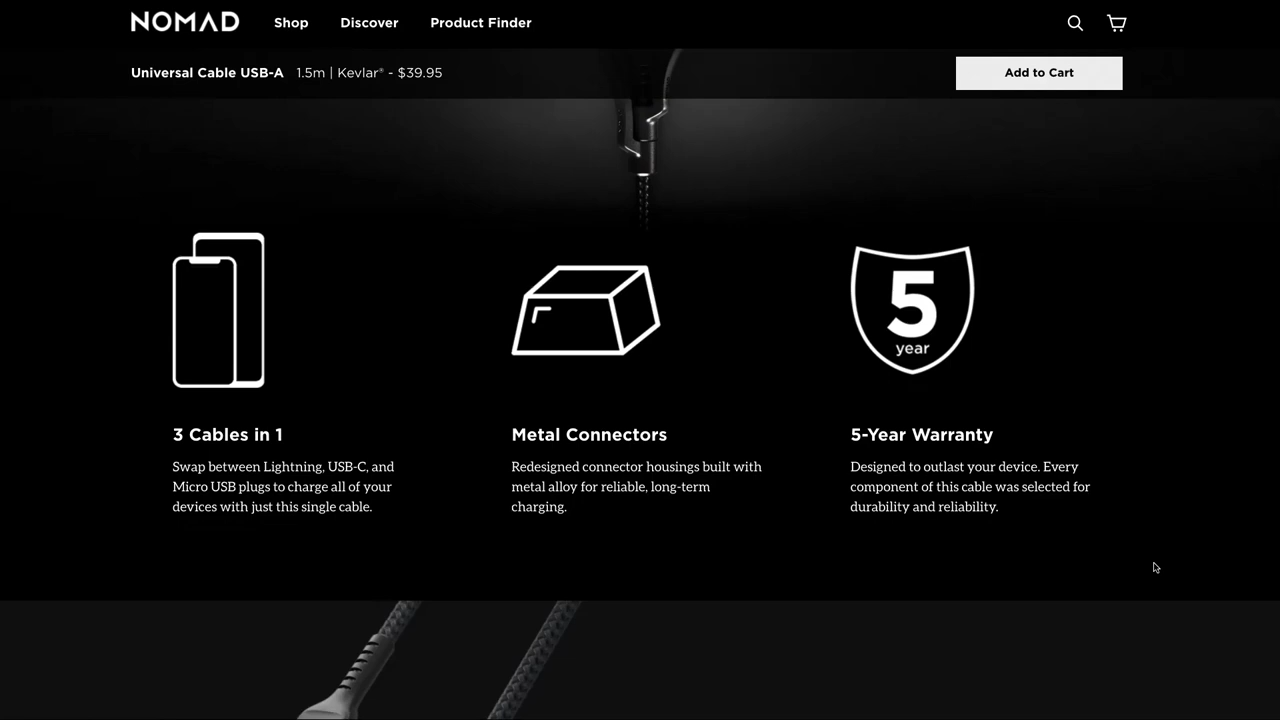 NOMAD Shop Discover Product Finder
Universal Cable USB-A 1.5m | Kevlar® - $39.95 Add to Cart
5
year
3 Cables in 1
Swap between Lightning, USB-C, and
Micro USB plugs to charge all of your
devices with just this single cable.
Metal Connectors
Redesigned connector housings built with
metal alloy for reliable, long-term
charging.
5-Year Warranty
Designed to outlast your device. Every
component of this cable was selected for
durability and reliability.